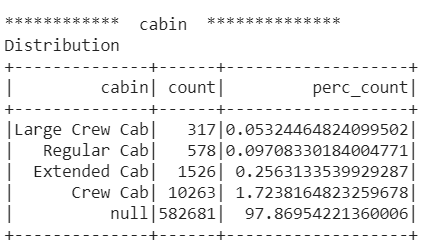 ************  cabin  **************
Distribution
+--------------+------+-------------------+
|         cabin| count|         perc_count|
+--------------+------+-------------------+
|Large Crew Cab|   317|0.05324464824099502|
|   Regular Cab|   578|0.09708330184004771|
|  Extended Cab|  1526| 0.2563133539929287|
|      Crew Cab| 10263| 1.7238164823259678|
|          null|582681|  97.86954221360006|
+--------------+------+-------------------+